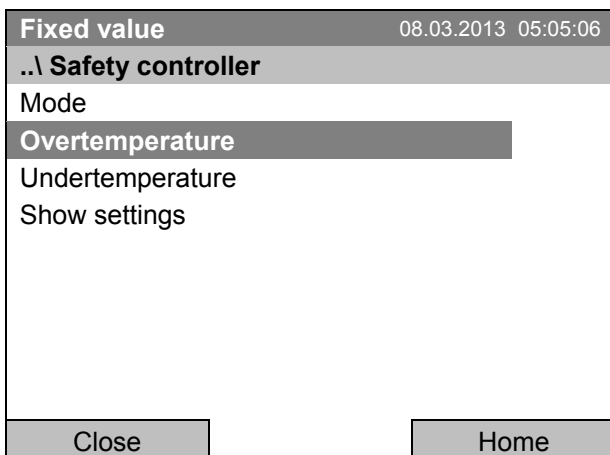 Fixed value 08.03.2013 05:05:06
..\ Safety controller
Mode
Overtemperature
Undertemperature
Show settings
Close Home